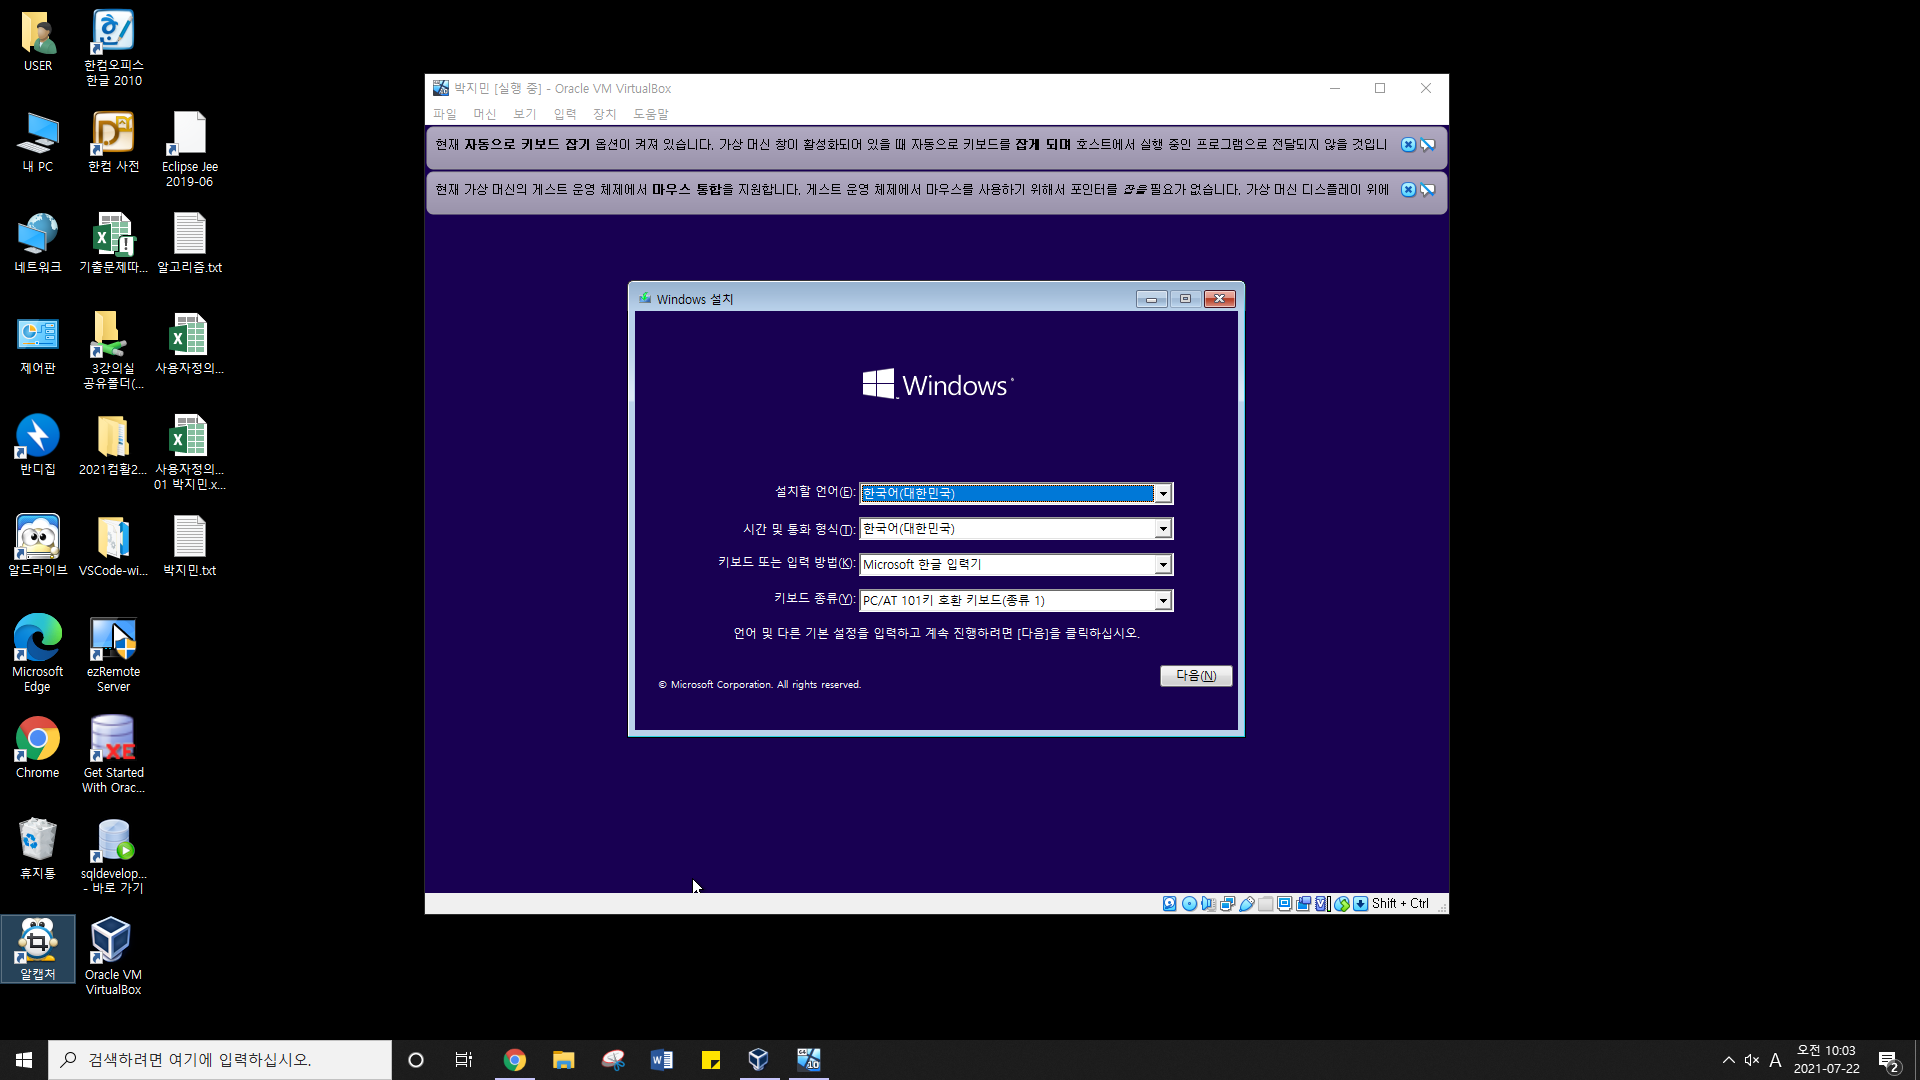 USER
한컴오피스
한글 2010
내 PC
한컴 사전
Eclipse Jee
2019-06
네트워크
기출문제따...
알고리즘.txt
제어판
3강의실
공유폴더(...
사용자정의...
반디집
2021컴활2...
사용자정의...
01 박지민.x...
알드라이브
VSCode-wi...
박지민.txt
Microsoft
Edge
ezRemote
Server
Chrome
Get Started
With Orac...
휴지통
sqldevelop...
- 바로 가기
알캡처
Oracle VM
VirtualBox
박지민 [실행 중] - Oracle VM VirtualBox
파일 머신 보기 입력 장치 도움말
현재 자동으로 키보드 잡기 옵션이 켜져 있습니다. 가상 머신 창이 활성화되어 있을 때 자동으로 키보드를 잡게 되며 호스트에서 실행 중인 프로그램으로 전달되지 않을 것입니
현재 가상 머신의 게스트 운영 체제에서 마우스 통합을 지원합니다. 게스트 운영 체제에서 마우스를 사용하기 위해서 포인터를 잡을 필요가 없습니다. 가상 머신 디스플레이 위에
Windows 설치
Windows
설치할 언어(E): 한국어(대한민국)
시간 및 통화 형식(T): 한국어(대한민국)
키보드 또는 입력 방법(K): Microsoft 한글 입력기
키보드 종류(Y): PC/AT 101키 호환 키보드(종류 1)
언어 및 다른 기본 설정을 입력하고 계속 진행하려면 [다음]을 클릭하십시오.
© Microsoft Corporation. All rights reserved.
다음(N)
Shift + Ctrl
검색하려면 여기에 입력하십시오.
A
오전 10:03
2021-07-22
2